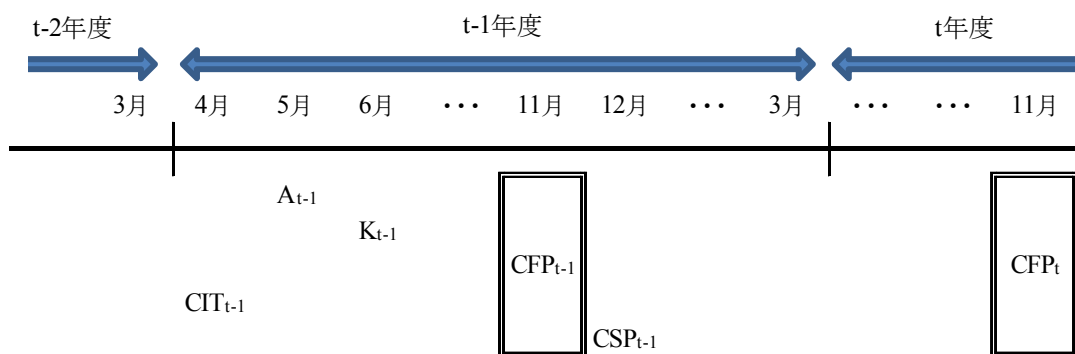 t-2年度 t-1年度 t年度
3月 4月 5月 6月 ・・・ 11月 12月 ・・・ 3月 ・・・ ・・・ 11月
At-1
Kt-1
CFPt-1 CFPt
CITt-1
CSPt-1